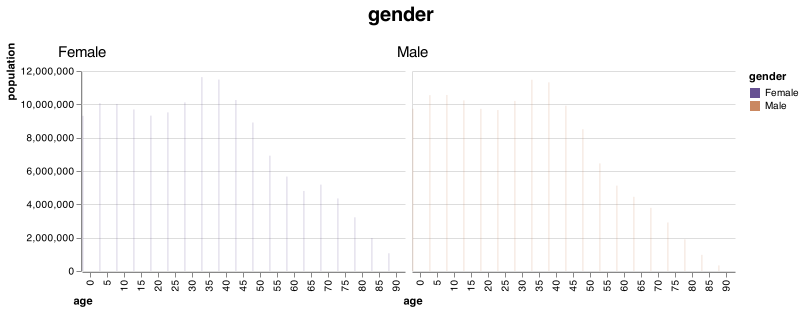 gender
Female
Male
population
12,000,000
10,000,000
8,000,000
6,000,000
4,000,000
2,000,000
0
0 5 10 15 20 25 30 35 40 45 50 55 60 65 70 75 80 85 90
age
0 5 10 15 20 25 30 35 40 45 50 55 60 65 70 75 80 85 90
age
gender
Female
Male